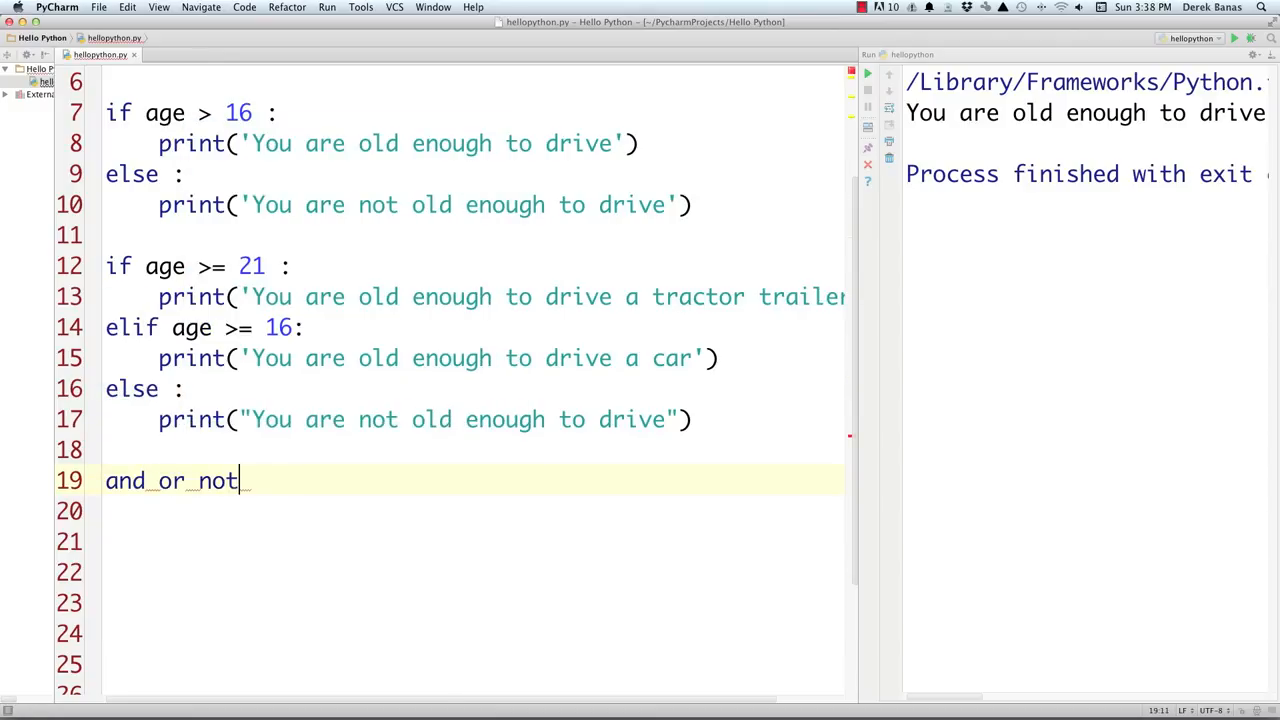 PyCharm File Edit View Navigate Code Refactor Run Tools VCS Window Help 10 Sun 3:38 PM Derek Banas
hellopython.py – Hello Python – [~/PycharmProjects/Hello Python]
Hello Python hellopython.py hellopython
hellopython.py × Run hellopython
Hello P
hell
Externa
6
7 if age > 16 :
8 print('You are old enough to drive')
9 else :
10 print('You are not old enough to drive')
11
12 if age >= 21 :
13 print('You are old enough to drive a tractor trailer
14 elif age >= 16:
15 print('You are old enough to drive a car')
16 else :
17 print("You are not old enough to drive")
18
19 and or not
20
21
22
23
24
25
26
/Library/Frameworks/Python.
You are old enough to drive
Process finished with exit
19:11 LF UTF-8